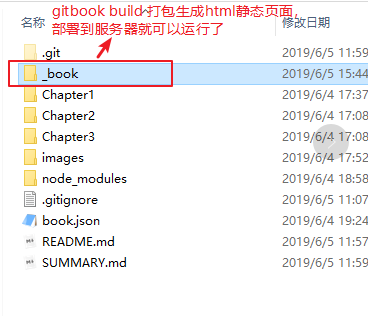 gitbook build 打包生成html静态页面，
部署到服务器就可以运行了
名称 修改日期
.git 2019/6/5 11:59
_book 2019/6/5 15:44
Chapter1 2019/6/4 17:37
Chapter2 2019/6/4 17:08
Chapter3 2019/6/4 17:08
images 2019/6/4 17:52
node_modules 2019/6/4 18:58
.gitignore 2019/6/5 11:07
book.json 2019/6/4 19:24
README.md 2019/6/5 11:57
SUMMARY.md 2019/6/5 11:59